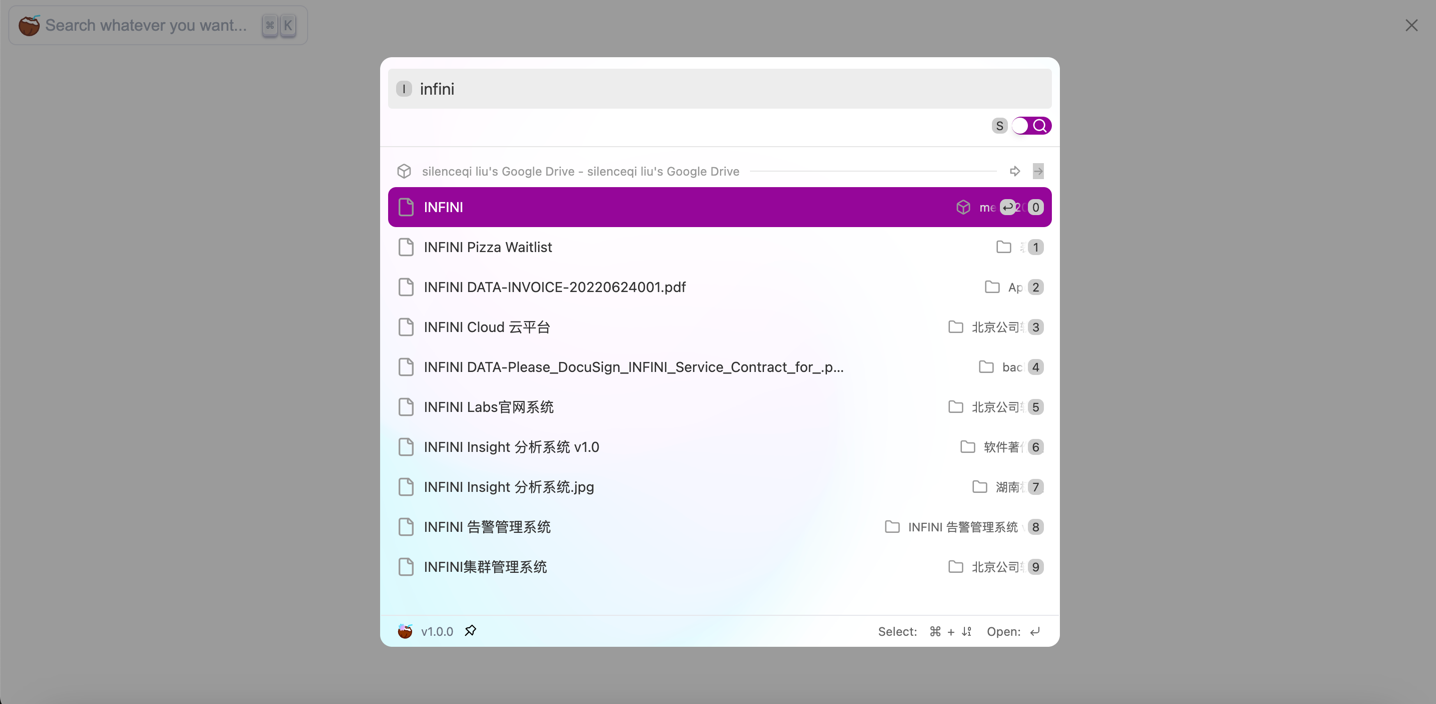 Search whatever you want... ⌘ K
I infini
S
silenceqi liu's Google Drive - silenceqi liu's Google Drive
INFINI 0
INFINI Pizza Waitlist 1
INFINI DATA-INVOICE-20220624001.pdf Ap 2
INFINI Cloud 云平台 北京公司 3
INFINI DATA-Please_DocuSign_INFINI_Service_Contract_for_.p... bac 4
INFINI Labs官网系统 北京公司 5
INFINI Insight 分析系统 v1.0 软件著 6
INFINI Insight 分析系统.jpg 湖南 7
INFINI 告警管理系统 INFINI 告警管理系统 8
INFINI集群管理系统 北京公司 9
v1.0.0 Select: ⌘ + Open: